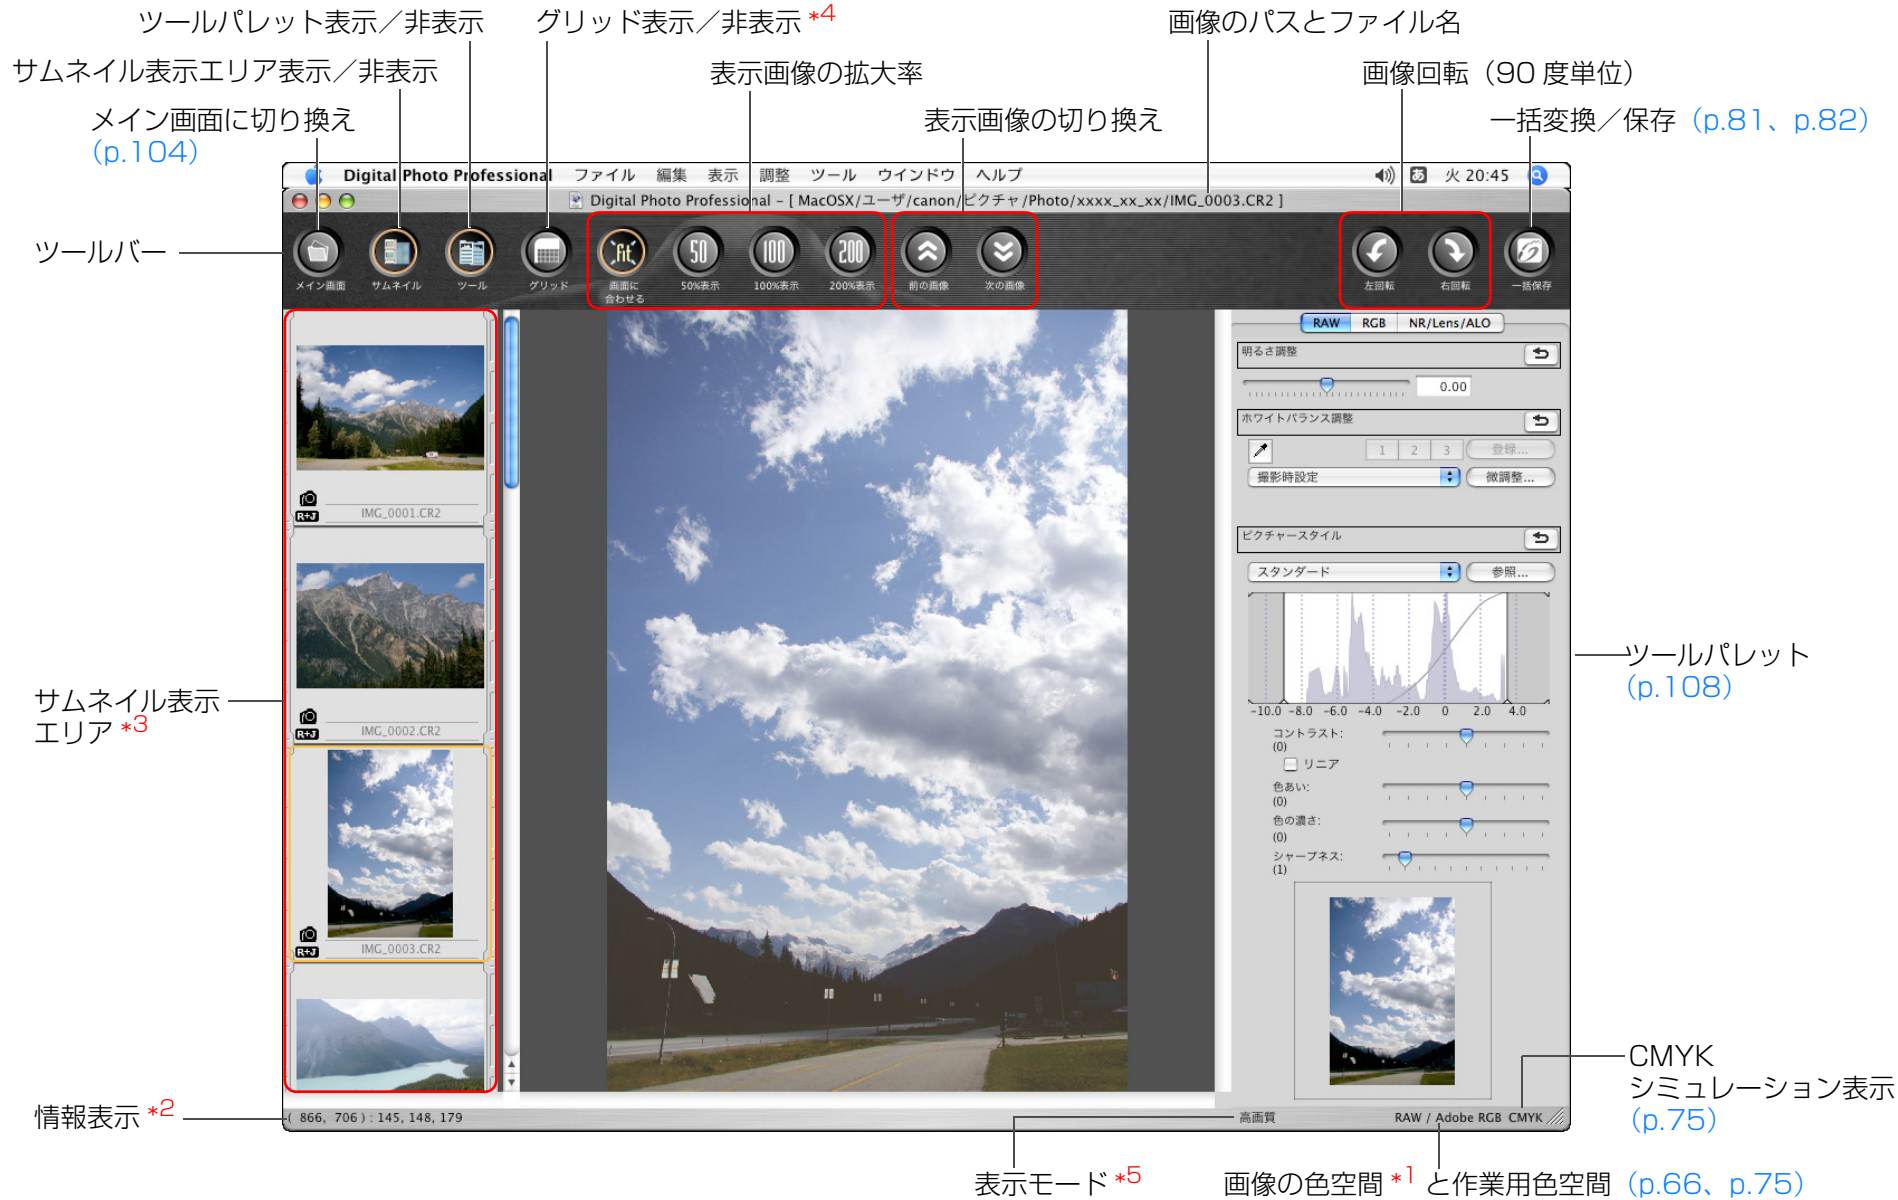 ツールパレット表示／非表示
グリッド表示／非表示 *4
画像のパスとファイル名
サムネイル表示エリア表示／非表示
表示画像の拡大率
画像回転（90 度単位）
メイン画面に切り換え
（p.104）
表示画像の切り換え
一括変換／保存（p.81、p.82）
Digital Photo Professional ファイル 編集 表示 調整 ツール ウインドウ ヘルプ
あ 火 20:45
Digital Photo Professional – [ MacOSX/ユーザ/canon/ピクチャ/Photo/xxxx_xx_xx/IMG_0003.CR2 ]
ツールバー
fit 50 100 200
メイン画面 サムネイル ツール グリッド 画面に
合わせる
50%表示 100%表示 200%表示 前の画像 次の画像 左回転 右回転 一括保存
RAW RGB NR/Lens/ALO
明るさ調整
0.00
ホワイトバランス調整
1 2 3 登録...
撮影時設定 微調整...
R+J IMG_0001.CR2
ピクチャースタイル
スタンダード 参照...
-10.0 -8.0 -6.0 -4.0 -2.0 0 2.0 4.0
ツールパレット
（p.108）
サムネイル表示
エリア *3
R+J IMG_0002.CR2
コントラスト:
(0)
リニア
色あい:
(0)
色の濃さ:
(0)
シャープネス:
(1)
R+J IMG_0003.CR2
CMYK
シミュレーション表示
（p.75）
情報表示 *2
( 866, 706 ) : 145, 148, 179
高画質
RAW / Adobe RGB CMYK
表示モード *5
画像の色空間 *1 と作業用色空間（p.66、p.75）